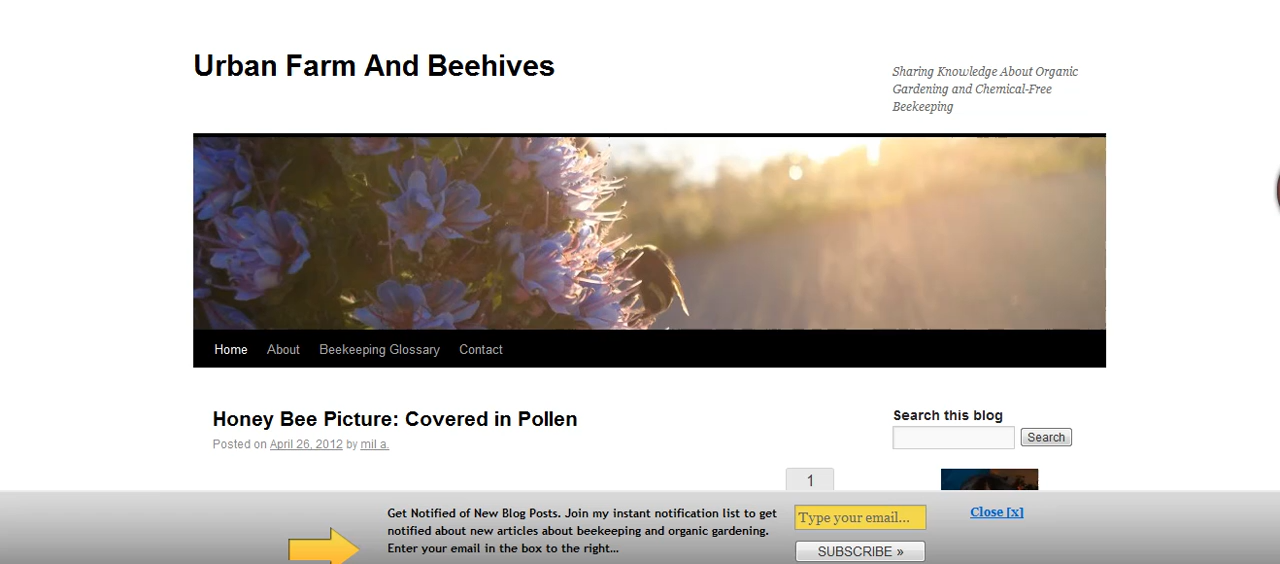 Urban Farm And Beehives
Sharing Knowledge About Organic
Gardening and Chemical-Free
Beekeeping
Home About Beekeeping Glossary Contact
Honey Bee Picture: Covered in Pollen
Posted on April 26, 2012 by mil a.
Search this blog
Search
1
Get Notified of New Blog Posts. Join my instant notification list to get
notified about new articles about beekeeping and organic gardening.
Enter your email in the box to the right...
Type your email...
SUBSCRIBE »
Close [x]